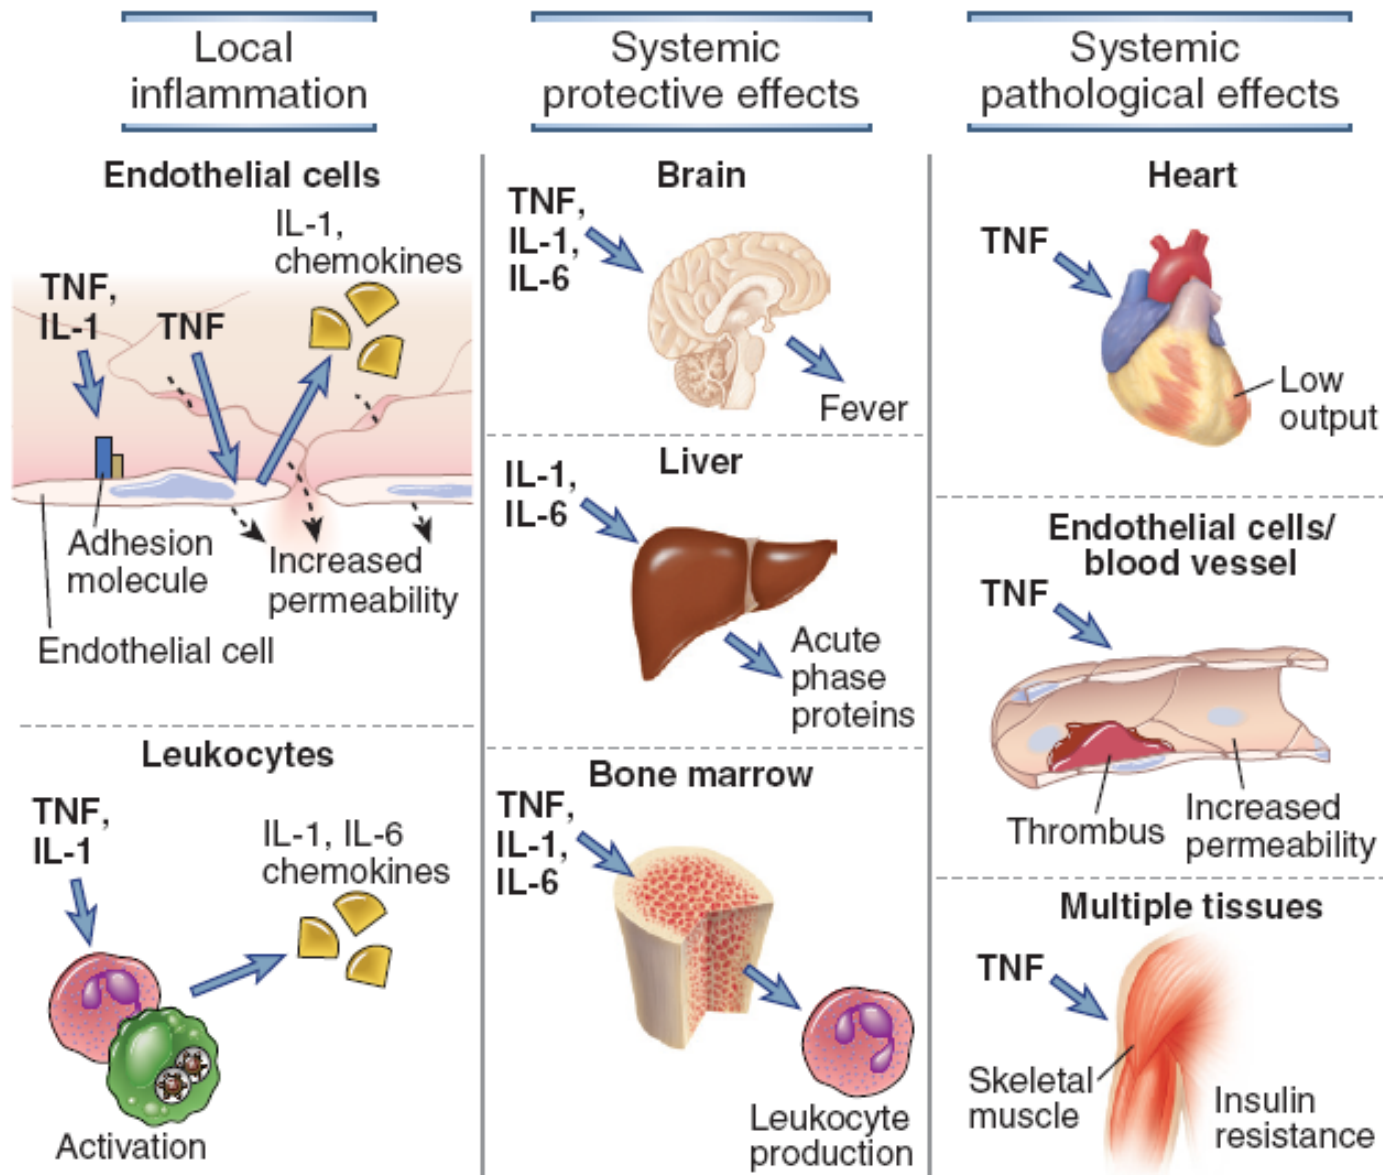 Local
inflammation
Systemic
protective effects
Systemic
pathological effects
Endothelial cells
IL-1,
chemokines
TNF,
IL-1
TNF
Adhesion
molecule
Increased
permeability
Endothelial cell
Leukocytes
TNF,
IL-1
IL-1, IL-6
chemokines
Activation
Brain
TNF,
IL-1,
IL-6
Fever
Liver
IL-1,
IL-6
Acute
phase
proteins
Bone marrow
TNF,
IL-1,
IL-6
Leukocyte
production
Heart
TNF
Low
output
Endothelial cells/
blood vessel
TNF
Thrombus
Increased
permeability
Multiple tissues
TNF
Skeletal
muscle
Insulin
resistance